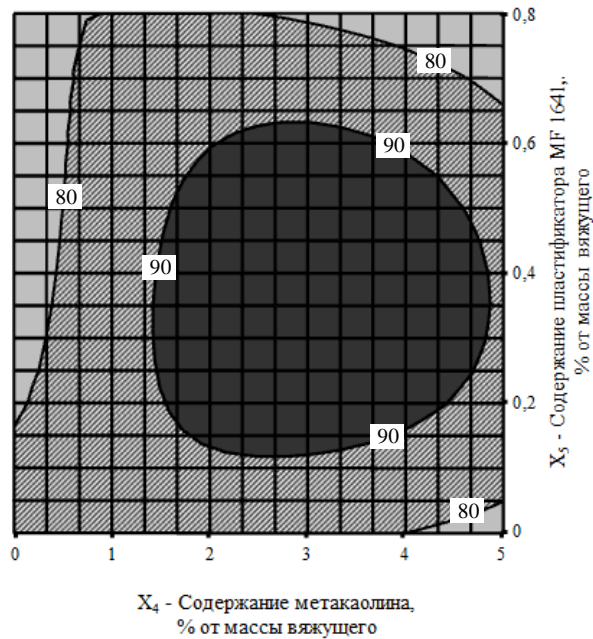 0,8
80
0,6
90
80
90
0,4
0,2
90
80
0
0 1 2 3 4 5
X5 - Содержание пластификатора MF 1641,.
% от массы вяжущего
X4 - Содержание метакаолина,
% от массы вяжущего